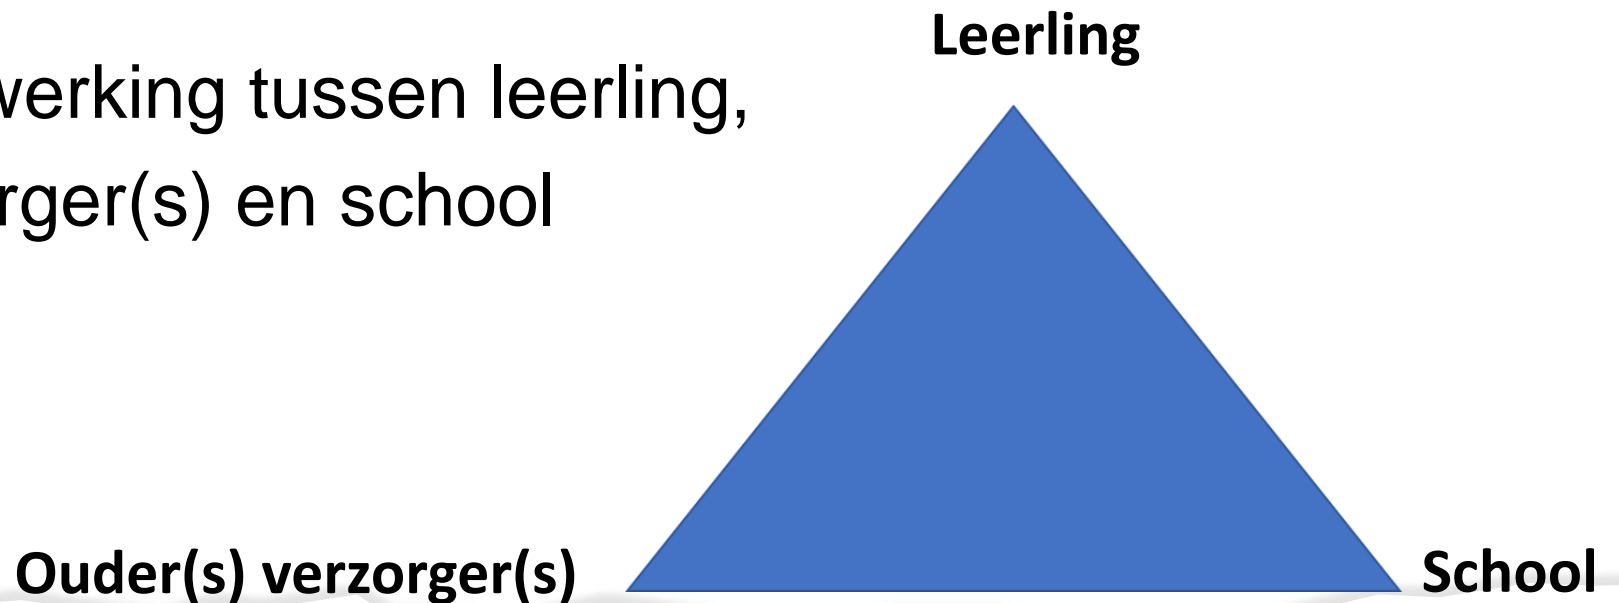 Leerling
werking tussen leerling,
rger(s) en school
Ouder(s) verzorger(s)
School